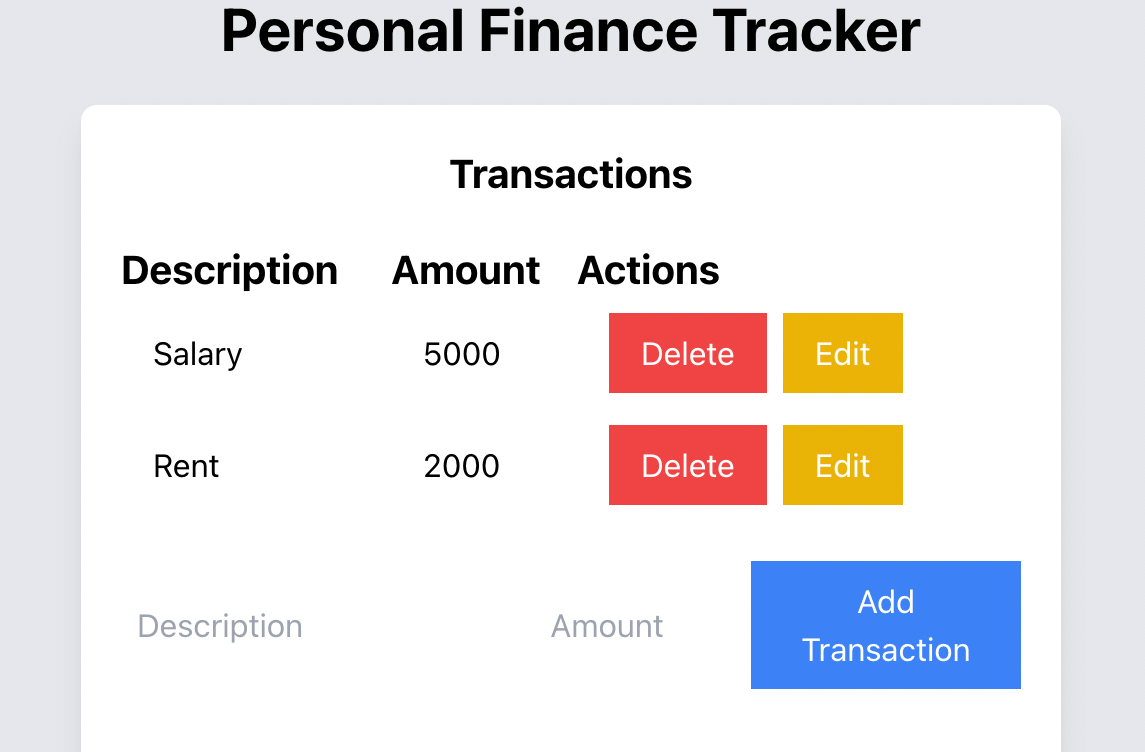 Personal Finance Tracker
Transactions
Description Amount Actions
Salary 5000 Delete Edit
Rent 2000 Delete Edit
Description Amount Add
Transaction